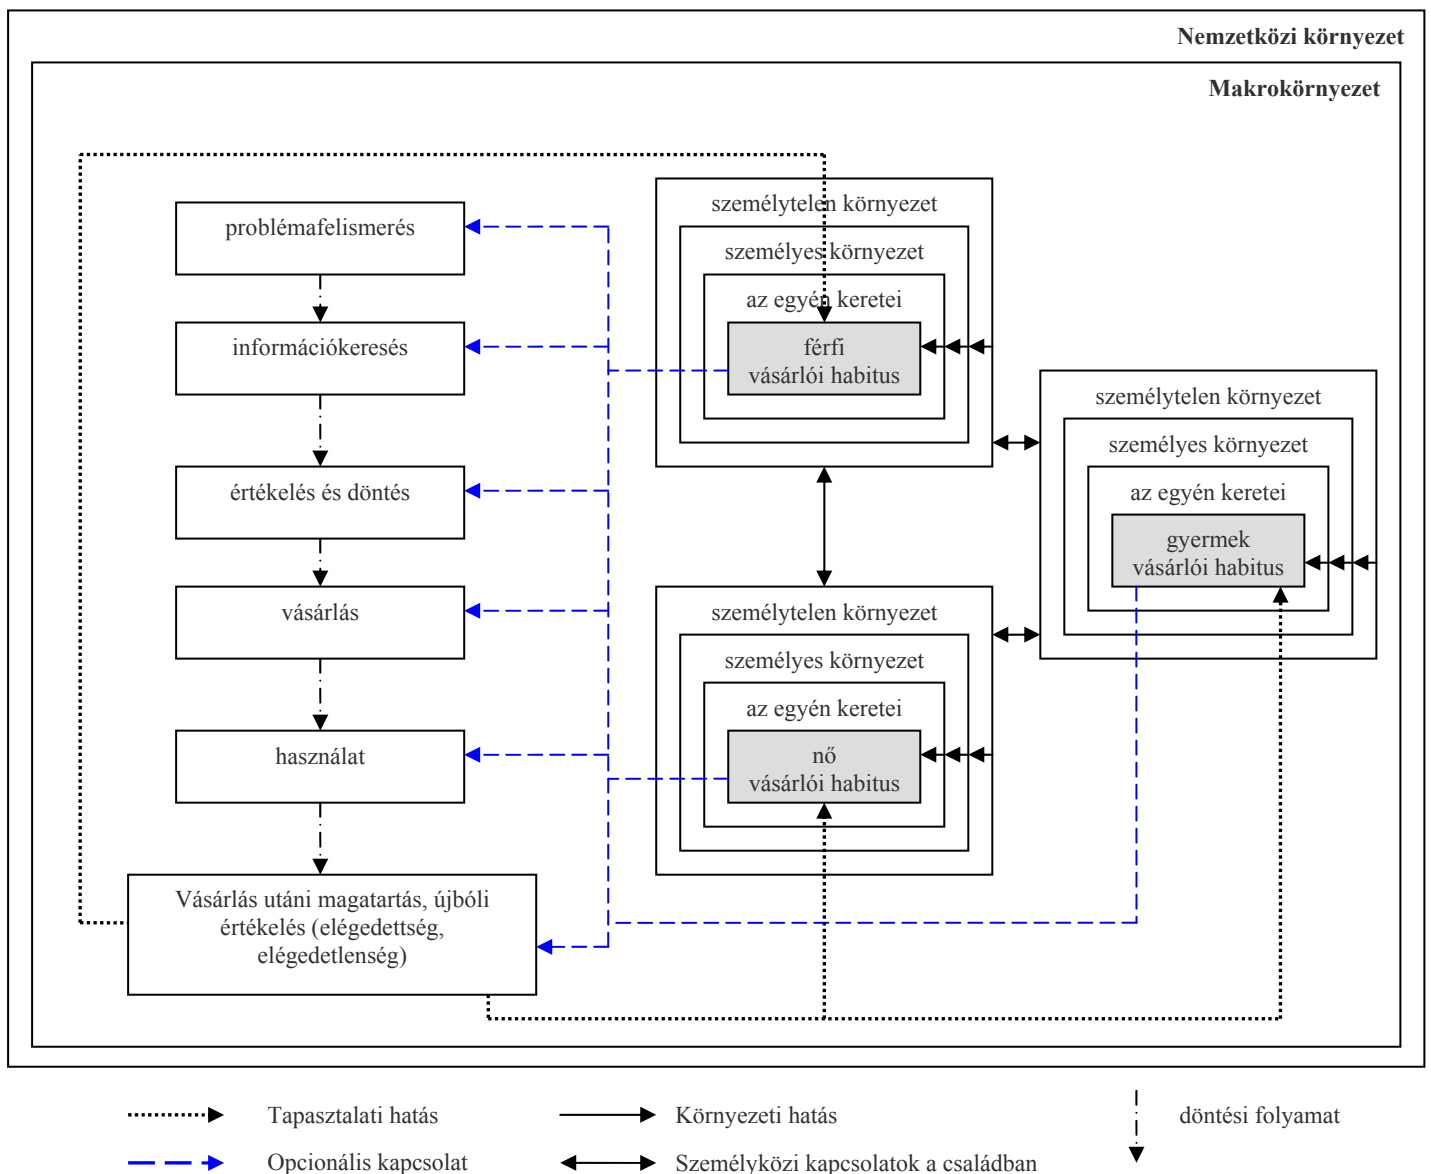 Nemzetközi környezet
Makrokörnyezet
problémafelismerés
információkeresés
értékelés és döntés
vásárlás
használat
Vásárlás utáni magatartás, újbóli
értékelés (elégedettség,
elégedetlenség)
személytelen környezet
személyes környezet
az egyén keretei
férfi
vásárlói habitus
személytelen környezet
személyes környezet
az egyén keretei
nő
vásárlói habitus
személytelen környezet
személyes környezet
az egyén keretei
gyermek
vásárlói habitus
Tapasztalati hatás
Környezeti hatás
döntési folyamat
Opcionális kapcsolat
Személyközi kapcsolatok a családban